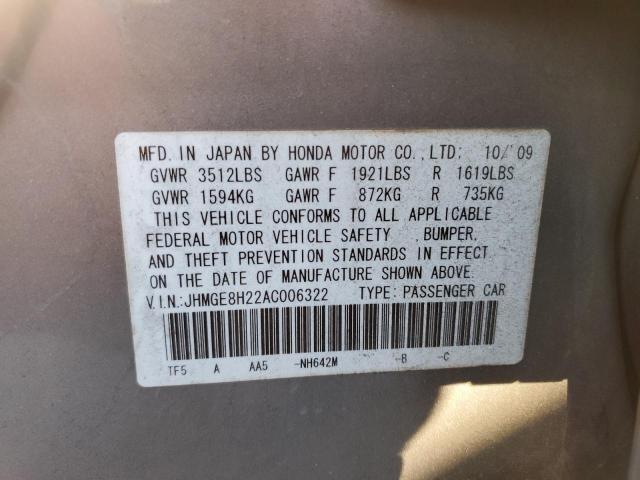 MFD. IN JAPAN BY HONDA MOTOR CO.,LTD: 10/'09
GVWR 3512LBS GAWR F 1921LBS R 1619LBS
GVWR 1594KG GAWR F 872KG R 735KG
THIS VEHICLE CONFORMS TO ALL APPLICABLE
FEDERAL MOTOR VEHICLE SAFETY , BUMPER,
AND THEFT PREVENTION STANDARDS IN EFFECT
ON THE DATE OF MANUFACTURE SHOWN ABOVE.
V.I.N.:JHMGE8H22AC006322 TYPE: PASSENGER CAR
TF5 A AA5 -NH642M -B -C